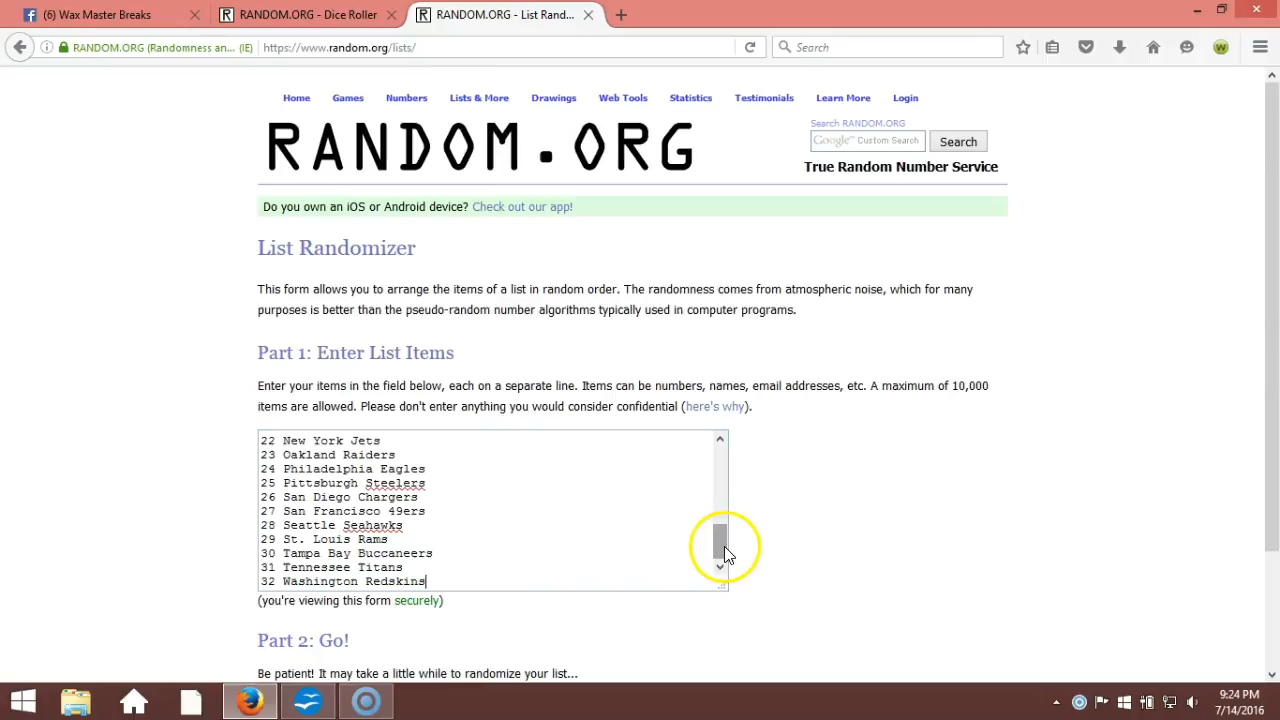 (6) Wax Master Breaks
RANDOM.ORG - Dice Roller
RANDOM.ORG - List Rand...
RANDOM.ORG (Randomness an... (IE)
https://www.random.org/lists/
Search
Home Games Numbers Lists & More Drawings Web Tools Statistics Testimonials Learn More Login
RANDOM.ORG
Search RANDOM.ORG
Google™ Custom Search
Search
True Random Number Service
Do you own an iOS or Android device? Check out our app!
List Randomizer
This form allows you to arrange the items of a list in random order. The randomness comes from atmospheric noise, which for many
purposes is better than the pseudo-random number algorithms typically used in computer programs.
Part 1: Enter List Items
Enter your items in the field below, each on a separate line. Items can be numbers, names, email addresses, etc. A maximum of 10,000
items are allowed. Please don't enter anything you would consider confidential (here's why).
22 New York Jets
23 Oakland Raiders
24 Philadelphia Eagles
25 Pittsburgh Steelers
26 San Diego Chargers
27 San Francisco 49ers
28 Seattle Seahawks
29 St. Louis Rams
30 Tampa Bay Buccaneers
31 Tennessee Titans
32 Washington Redskins
(you're viewing this form securely)
Part 2: Go!
Be patient! It may take a little while to randomize your list...
9:24 PM
7/14/2016